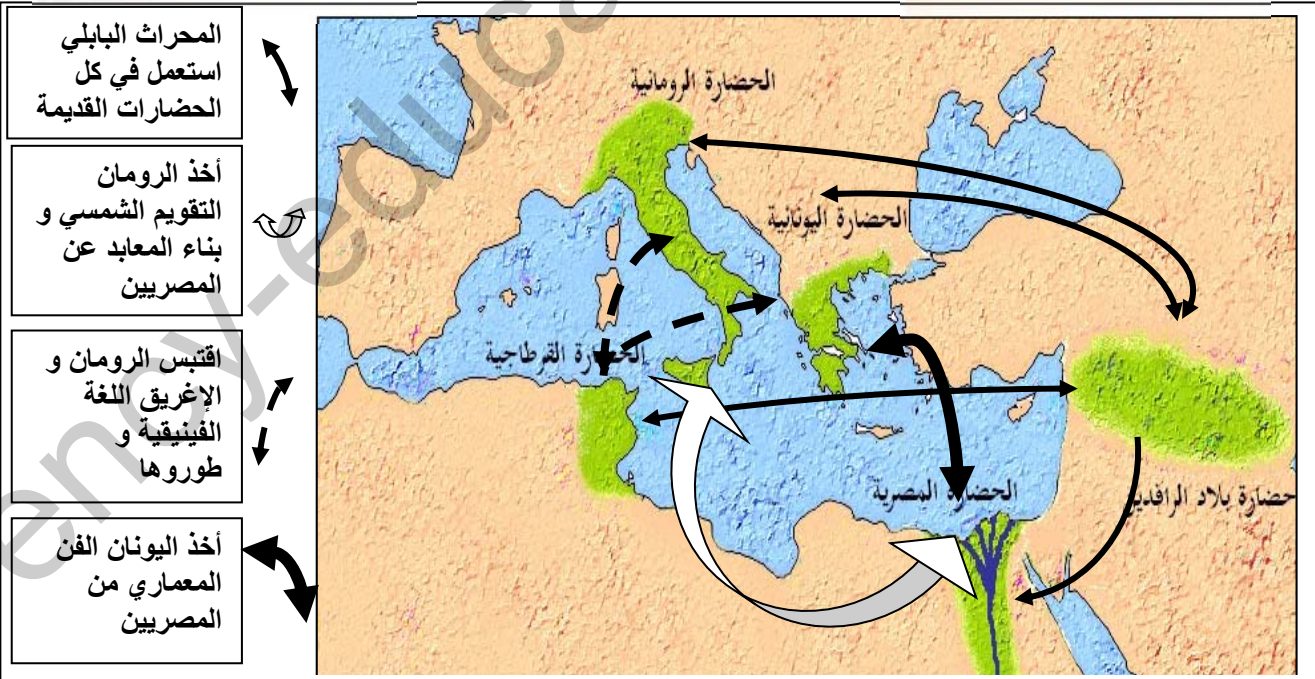 المحراث البابلي
استعمل في كل
الحضارات القديمة
أخذ الرومان
التقويم الشمسي و
بناء المعابد عن
المصريين
اقتبس الرومان و
الإغريق اللغة
الفينيقية و
طوروها
أخذ اليونان الفن
المعماري من
المصريين
الحضارة الرومانية
الحضارة اليونانية
الحضارة القرطاجية
الحضارة المصرية
حضارة بلاد الرافدين
ency-educa